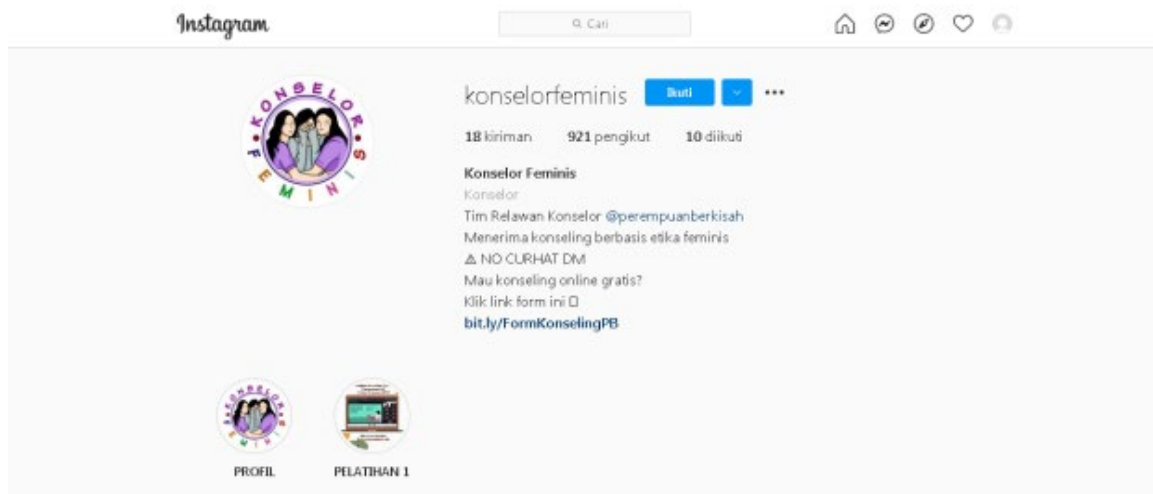 Instagram
Cari
KONSELOR FEMINIS
konselorfeminis Ikuti
18 kiriman 921 pengikut 10 diikuti
Konselor Feminis
Konselor
Tim Relawan Konselor @perempuanberkisah
Menerima konseling berbasis etika feminis
⚠ NO CURHAT DM
Mau konseling online gratis?
Klik link form ini
bit.ly/FormKonselingPB
KONSELOR FEMINIS
PROFIL PELATIHAN 1